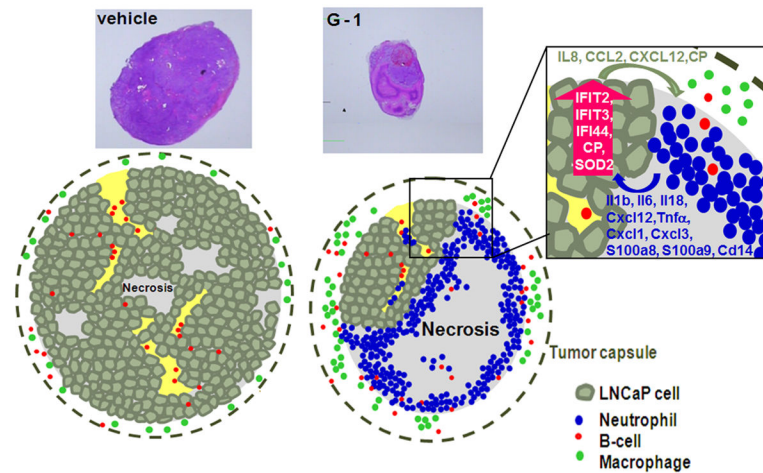 vehicle
G-1
IL8, CCL2, CXCL12,CP
IFIT2,
IFIT3,
IFI44,
CP,
SOD2
Il1b, Il6, Il18,
Cxcl12,Tnfα,
Cxcl1, Cxcl3,
S100a8, S100a9, Cd14
Necrosis
Necrosis
Tumor capsule
LNCaP cell
Neutrophil
B-cell
Macrophage